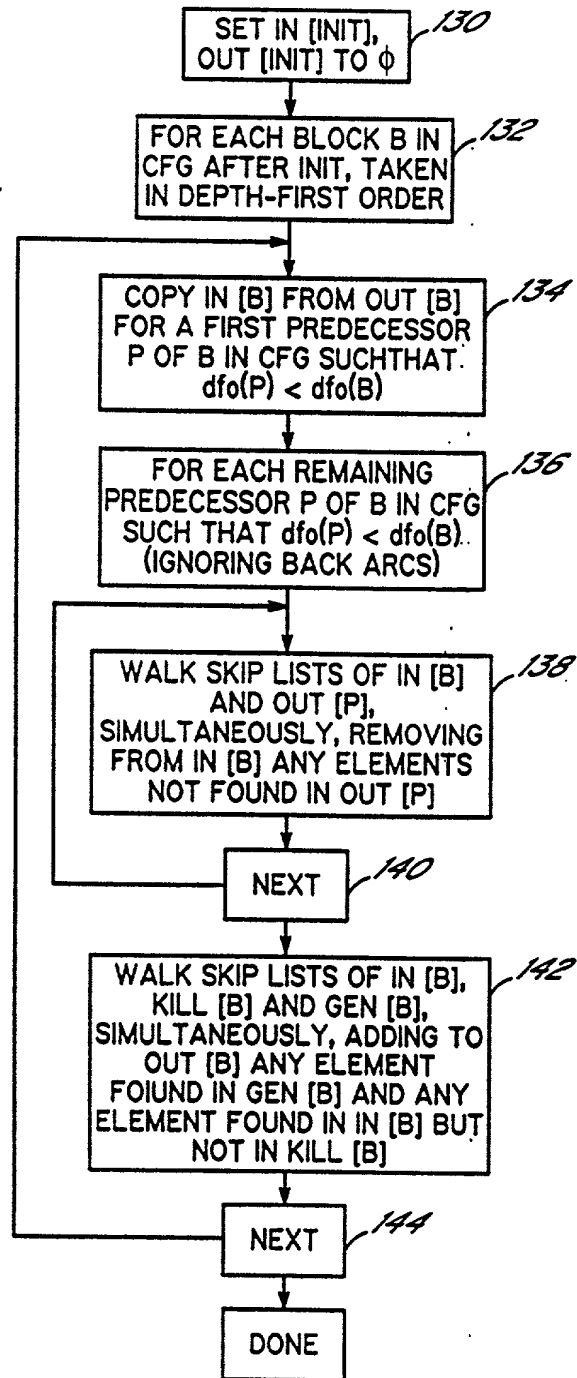 SET IN [INIT],
OUT [INIT] TO ϕ
130
FOR EACH BLOCK B IN
CFG AFTER INIT, TAKEN
IN DEPTH-FIRST ORDER
132
COPY IN [B] FROM OUT [B]
FOR A FIRST PREDECESSOR
P OF B IN CFG SUCHTHAT
dfo(P) < dfo(B)
134
FOR EACH REMAINING
PREDECESSOR P OF B IN CFG
SUCH THAT dfo(P) < dfo(B)
(IGNORING BACK ARCS)
136
WALK SKIP LISTS OF IN [B]
AND OUT [P],
SIMULTANEOUSLY, REMOVING
FROM IN [B] ANY ELEMENTS
NOT FOUND IN OUT [P]
138
NEXT
140
WALK SKIP LISTS OF IN [B],
KILL [B] AND GEN [B],
SIMULTANEOUSLY, ADDING TO
OUT [B] ANY ELEMENT
FOIUND IN GEN [B] AND ANY
ELEMENT FOUND IN IN [B] BUT
NOT IN KILL [B]
142
NEXT
144
DONE